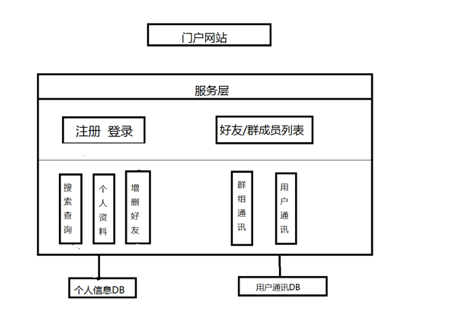 门户网站
服务层
注册 登录
好友/群成员列表
搜索查询
个人资料
增删好友
群组通讯
用户通讯
个人信息DB
用户通讯DB